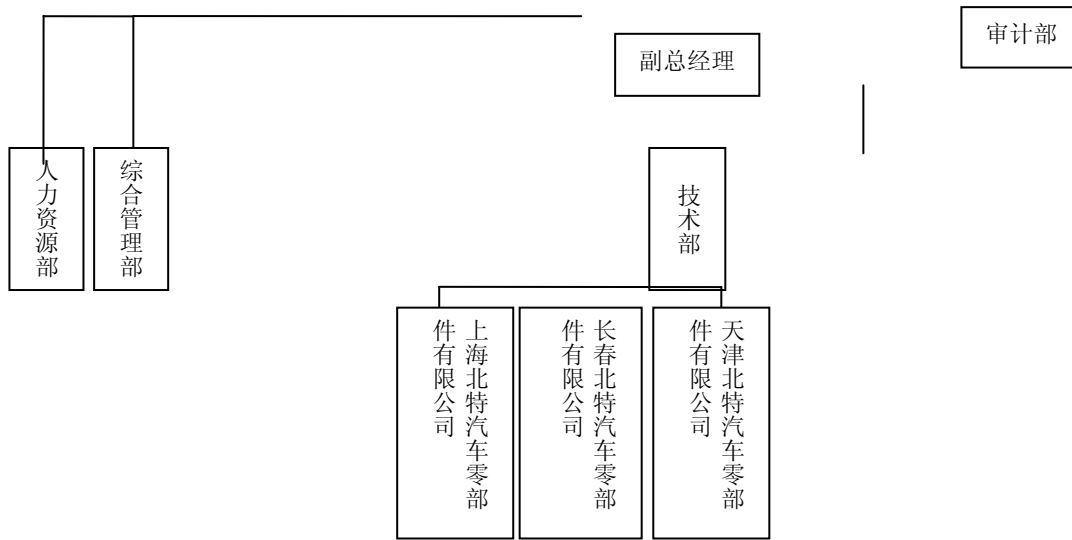 审计部
副总经理
人力资源部
综合管理部
技术部
上海北特汽车零部
件有限公司
长春北特汽车零部
件有限公司
天津北特汽车零部
件有限公司